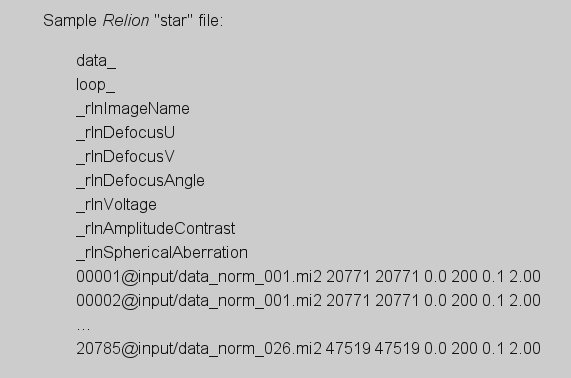 Sample Relion "star" file:
data_
loop_
_rlnImageName
_rlnDefocusU
_rlnDefocusV
_rlnDefocusAngle
_rlnVoltage
_rlnAmplitudeContrast
_rlnSphericalAberration
00001@input/data_norm_001.mi2 20771 20771 0.0 200 0.1 2.00
00002@input/data_norm_001.mi2 20771 20771 0.0 200 0.1 2.00
...
20785@input/data_norm_026.mi2 47519 47519 0.0 200 0.1 2.00